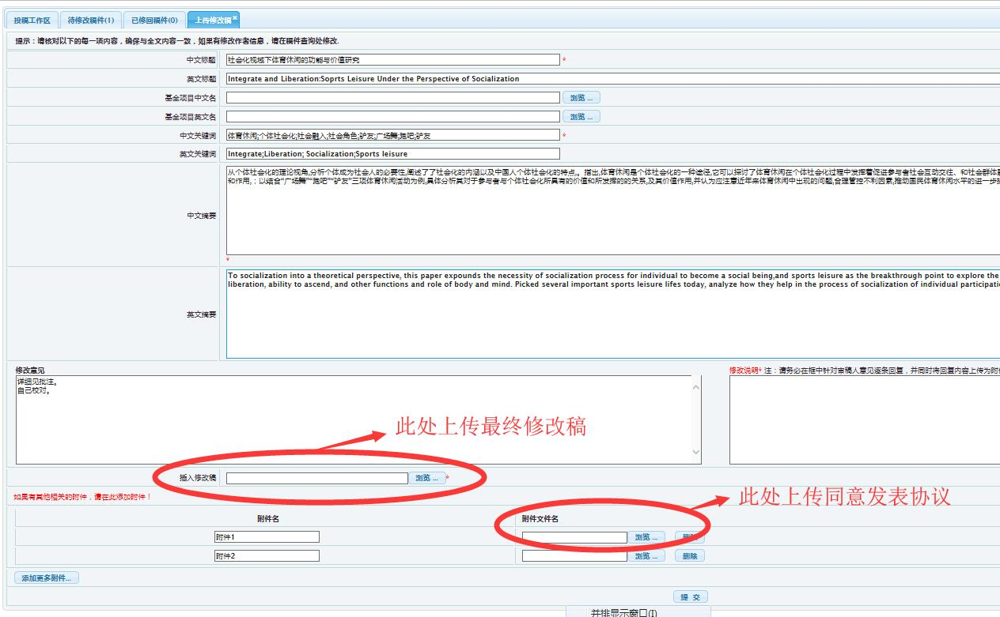 投稿工作区 待修改稿件(1) 已修回稿件(0) 上传修改稿
提示：请核对以下的每一项内容，确保与全文内容一致，如果有修改作者信息，请在稿件查询处修改.
中文标题 社会化视域下体育休闲的功能与价值研究 *
英文标题 Integrate and Liberation:Soprts Leisure Under the Perspective of Socialization
基金项目中文名 浏览 ...
基金项目英文名 浏览 ...
中文关键词 体育休闲;个体社会化;社会融入;社会角色;驴友;广场舞;跑吧;驴友 *
英文关键词 Integrate;Liberation; Socialization;Sports leisure
从个体社会化的理论视角,分析个体成为社会人的必要性,阐述了了社会化的内涵以及中国人个体社会化的特点,。指出,体育休闲是个体社会化的一种途径,它可以探讨了体育休闲在个体社会化过程中发挥着促进参与者社会互动交往、和社会群体
和作用,；以结合“广场舞”“跑吧”“驴友”三项体育休闲活动为例,具体分析其对于参与者与个体社会化所具有的价值和所发挥的的关系,及其价值作用,并认为应注意近年来体育休闲中出现的问题,合理管控不利因素,推动国民体育休闲水平的进一步
中文摘要
*
To socialization into a theoretical perspective, this paper expounds the necessity of socialization process for individual to become a social being,and sports leisure as the breakthrough point to explore the
liberation, ability to ascend, and other functions and role of body and mind. Picked several important sports leisure lifes today, analyze how they help in the process of socialization of individual participati
英文摘要
修改意见 修改说明* 注：请务必在框中针对审稿人意见逐条回复，并同时将回复内容上传为附
详细见批注。
自己校对。
此处上传最终修改稿
插入修改稿 浏览 ... *
如果有其他相关的附件，请在此添加附件！
此处上传同意发表协议
附件名 附件文件名
附件1 浏览 ... 删除
附件2 浏览 ... 删除
添加更多附件...
提 交
并排显示窗口(I)